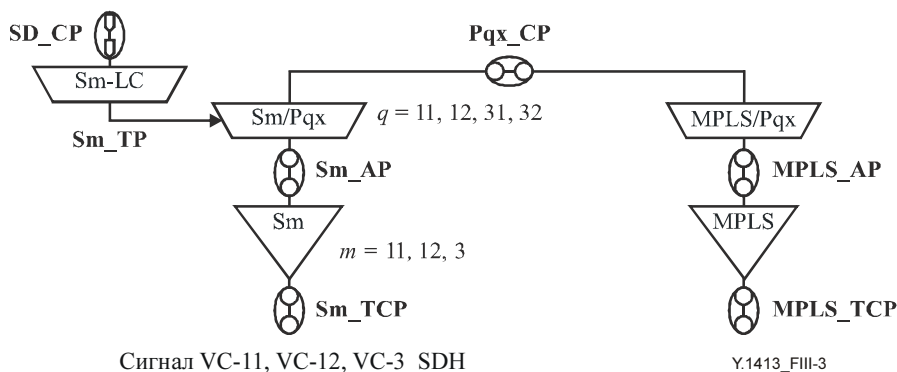 SD_CP
Pqx_CP
Sm-LC
Sm/Pqx
q = 11, 12, 31, 32
MPLS/Pqx
Sm_TP
Sm_AP
MPLS_AP
Sm
MPLS
m = 11, 12, 3
Sm_TCP
MPLS_TCP
Сигнал VC-11, VC-12, VC-3 SDH
Y.1413_FIII-3